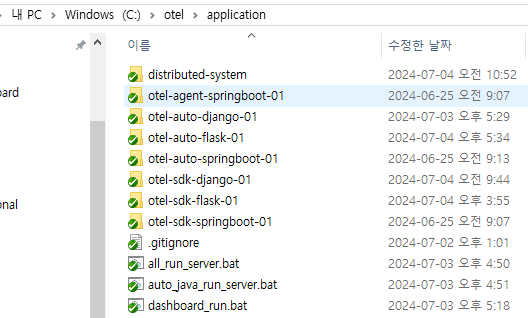 내 PC > Windows (C:) > otel > application
이름 수정한 날짜
distributed-system 2024-07-04 오전 10:52
otel-agent-springboot-01 2024-06-25 오전 9:07
ard
otel-auto-django-01 2024-07-03 오후 5:29
otel-auto-flask-01 2024-07-04 오후 5:34
otel-auto-springboot-01 2024-06-25 오전 9:13
otel-sdk-django-01 2024-07-04 오전 9:44
otel-sdk-flask-01 2024-07-04 오후 3:55
onal
otel-sdk-springboot-01 2024-06-25 오전 9:07
.gitignore 2024-07-02 오후 1:01
all_run_server.bat 2024-07-03 오후 4:50
auto_java_run_server.bat 2024-07-03 오후 4:51
dashboard_run.bat 2024-07-03 오후 5:18